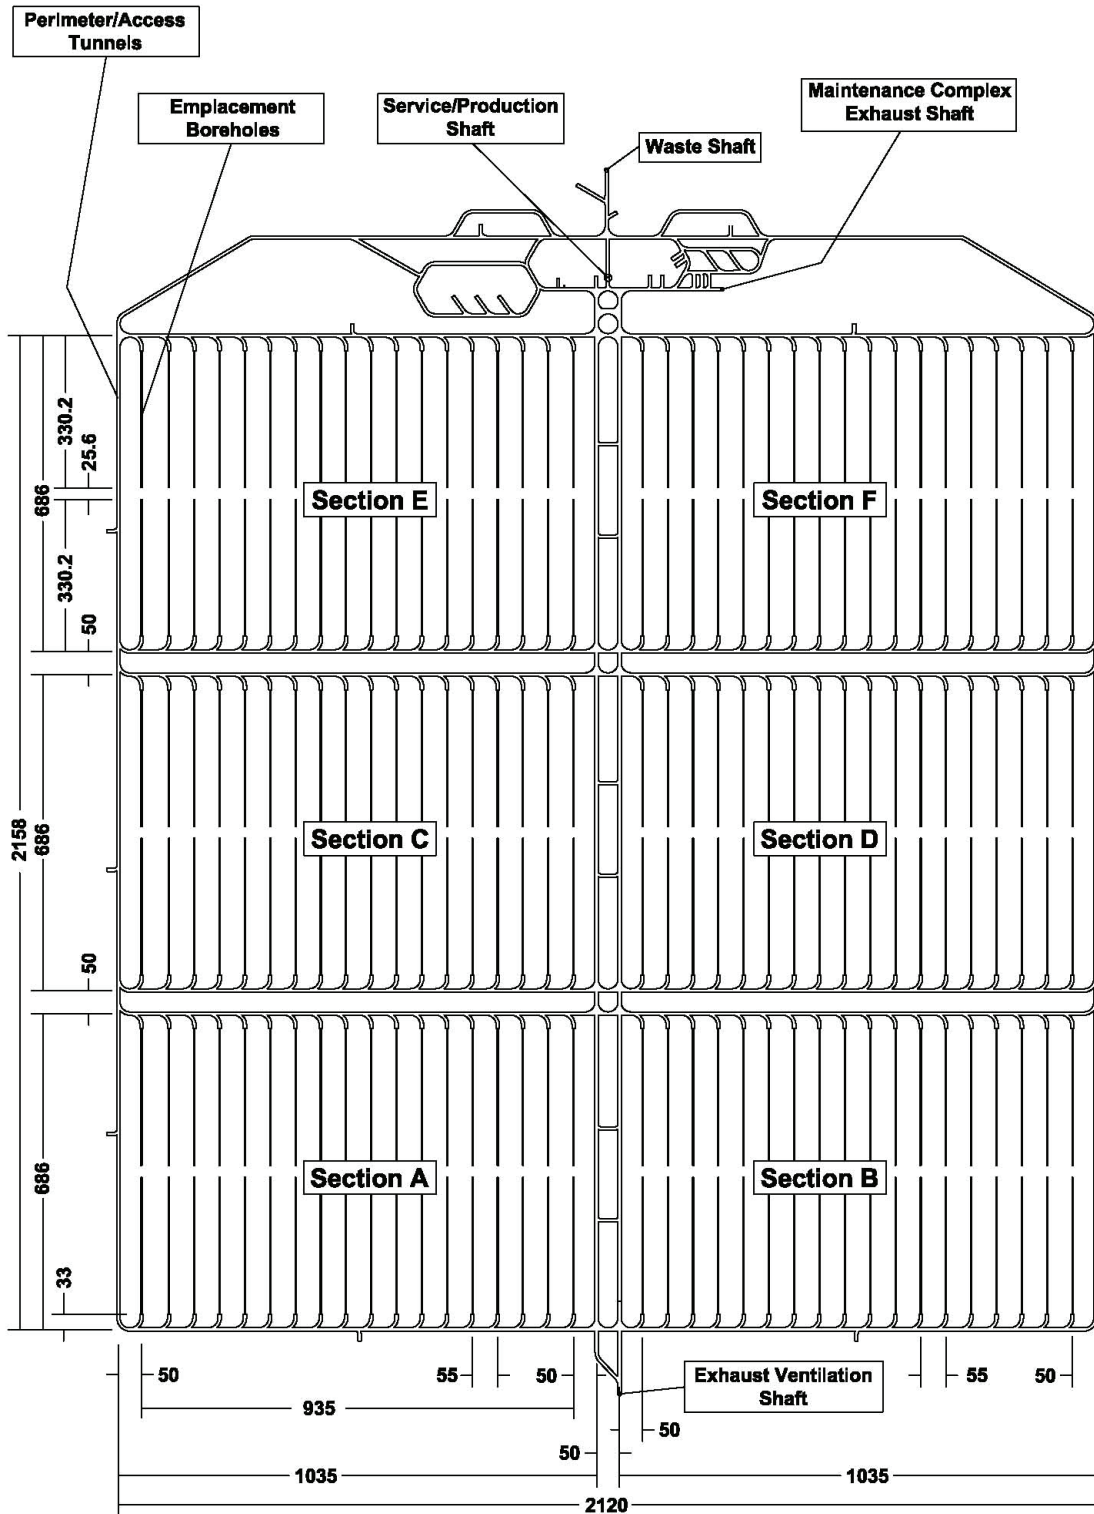 Perimeter/Access
Tunnels
Emplacement
Boreholes
Service/Production
Shaft
Maintenance Complex
Exhaust Shaft
Waste Shaft
330.2
25.6
686
330.2
50
Section E
Section F
2158
686
50
Section C
Section D
686
33
Section A
Section B
50
55
50
55
50
Exhaust Ventilation
Shaft
935
50
50
1035
1035
2120